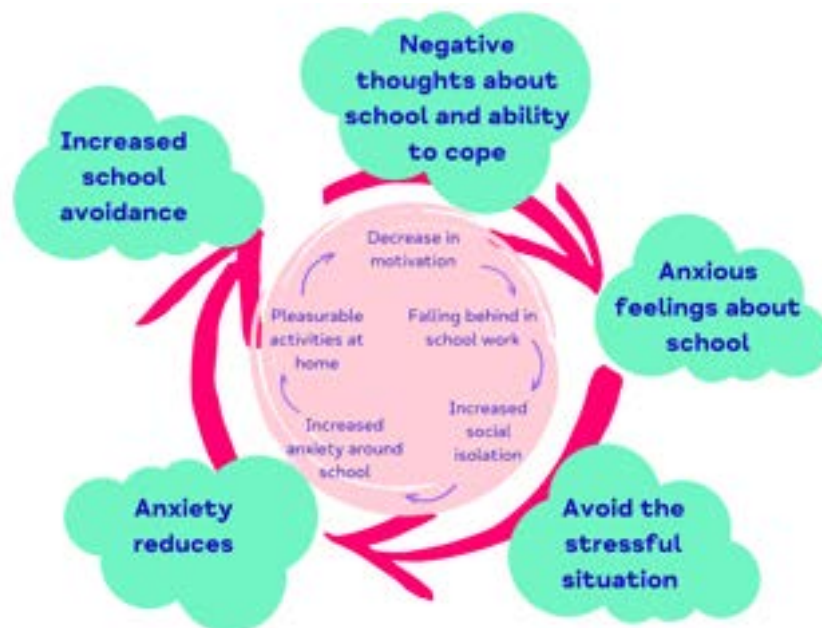 Negative
thoughts about
school and ability
to cope
Anxious
feelings about
school
Avoid the
stressful
situation
Anxiety
reduces
Increased
school
avoidance
Decrease in
motivation
Falling behind in
school work
Increased
social
isolation
Increased
anxiety around
school
Pleasurable
activities at
home